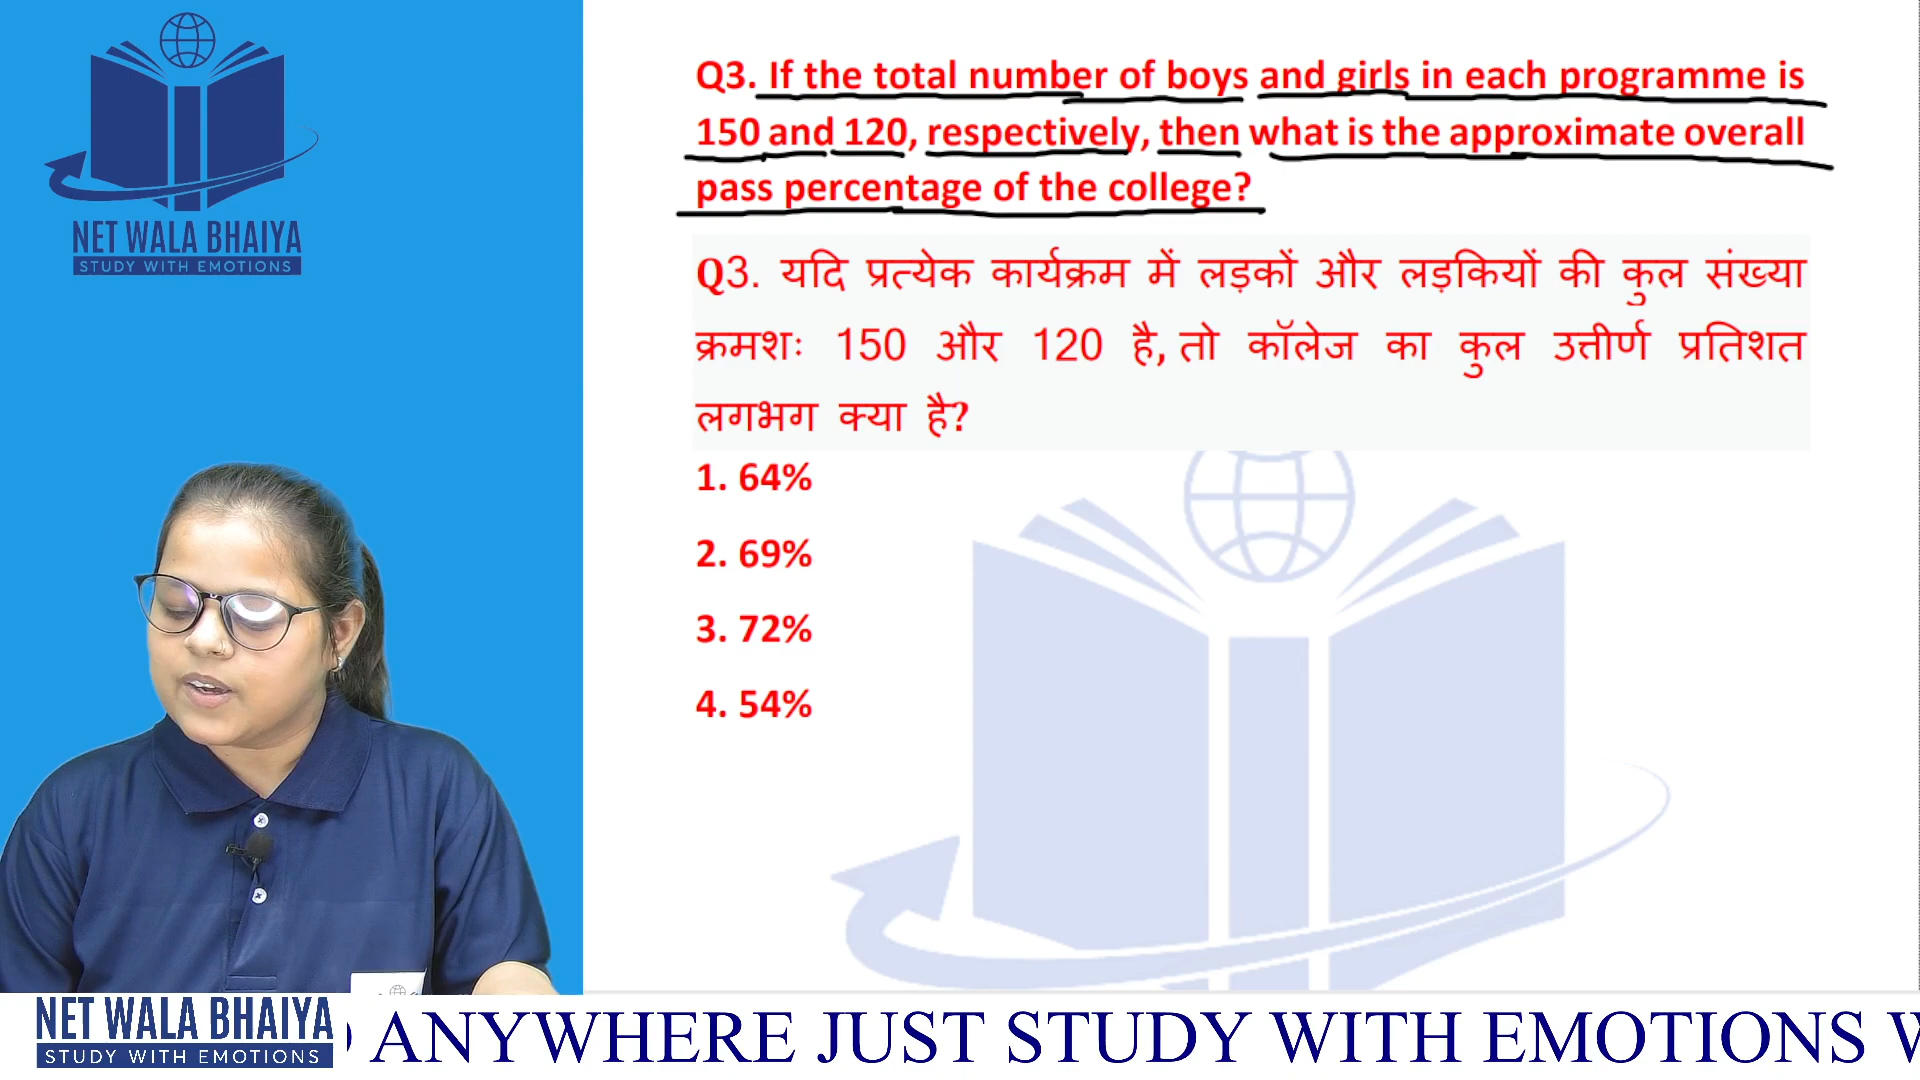 NET WALA BHAIYA
STUDY WITH EMOTIONS
Q3. If the total number of boys and girls in each programme is
150 and 120, respectively, then what is the approximate overall
pass percentage of the college?
Q3. यदि प्रत्येक कार्यक्रम में लड़कों और लड़कियों की कुल संख्या
क्रमशः 150 और 120 है, तो कॉलेज का कुल उत्तीर्ण प्रतिशत
लगभग क्या है?
1. 64%
2. 69%
3. 72%
4. 54%
NET WALA BHAIYA
STUDY WITH EMOTIONS
ANYWHERE JUST STUDY WITH EMOTIONS